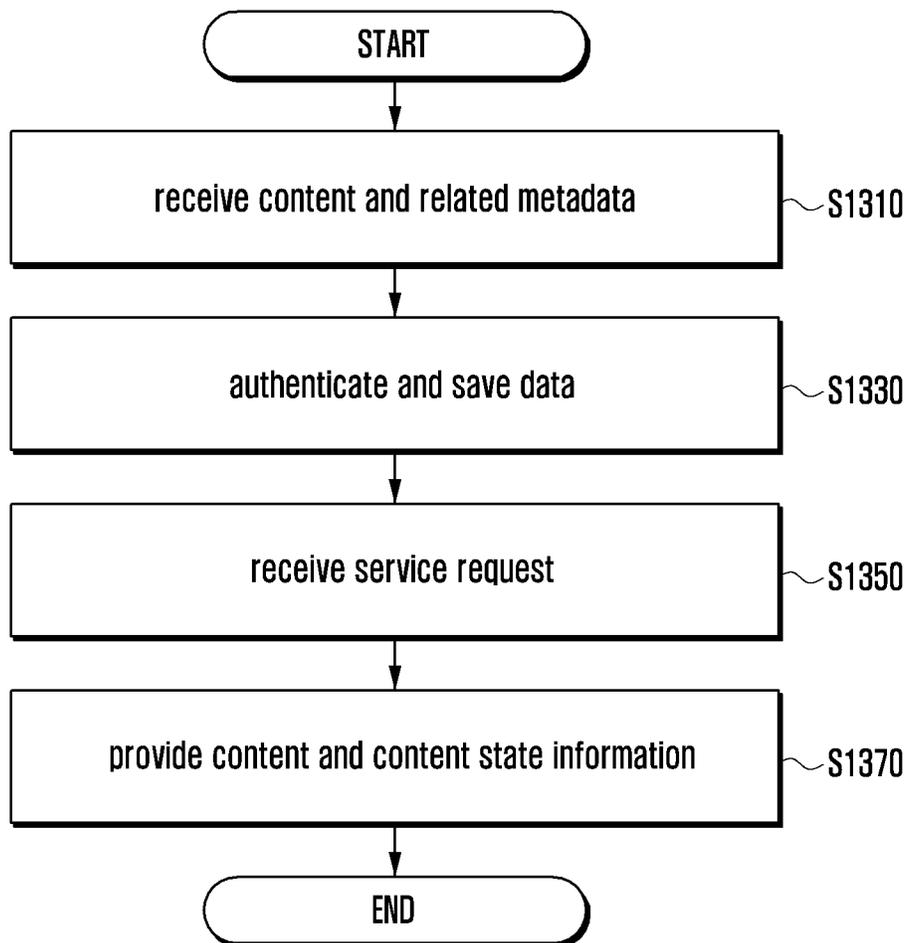 START
receive content and related metadata
S1310
authenticate and save data
S1330
receive service request
S1350
provide content and content state information
S1370
END